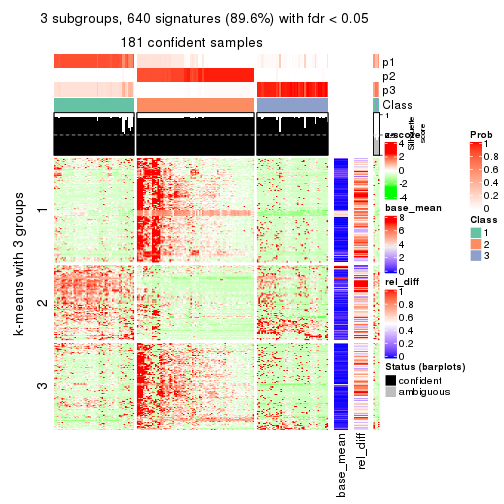 3 subgroups, 640 signatures (89.6%) with fdr < 0.05
181 confident samples
p1
p2
p3
Class
1
Silhouette
score
k-means with 3 groups
1
2
3
base_mean
rel_diff
z-score
4
2
0
-2
-4
base_mean
8
6
4
2
0
rel_diff
1
0.8
0.6
0.4
0.2
0
Status (barplots)
confident
ambiguous
Prob
1
0.8
0.6
0.4
0.2
0
Class
1
2
3